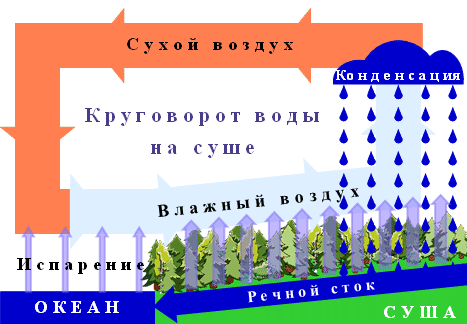 Сухой воздух
Конденсация
Круговорот воды
на суше
Влажный воздух
Испарение
Речной сток
ОКЕАН
СУША